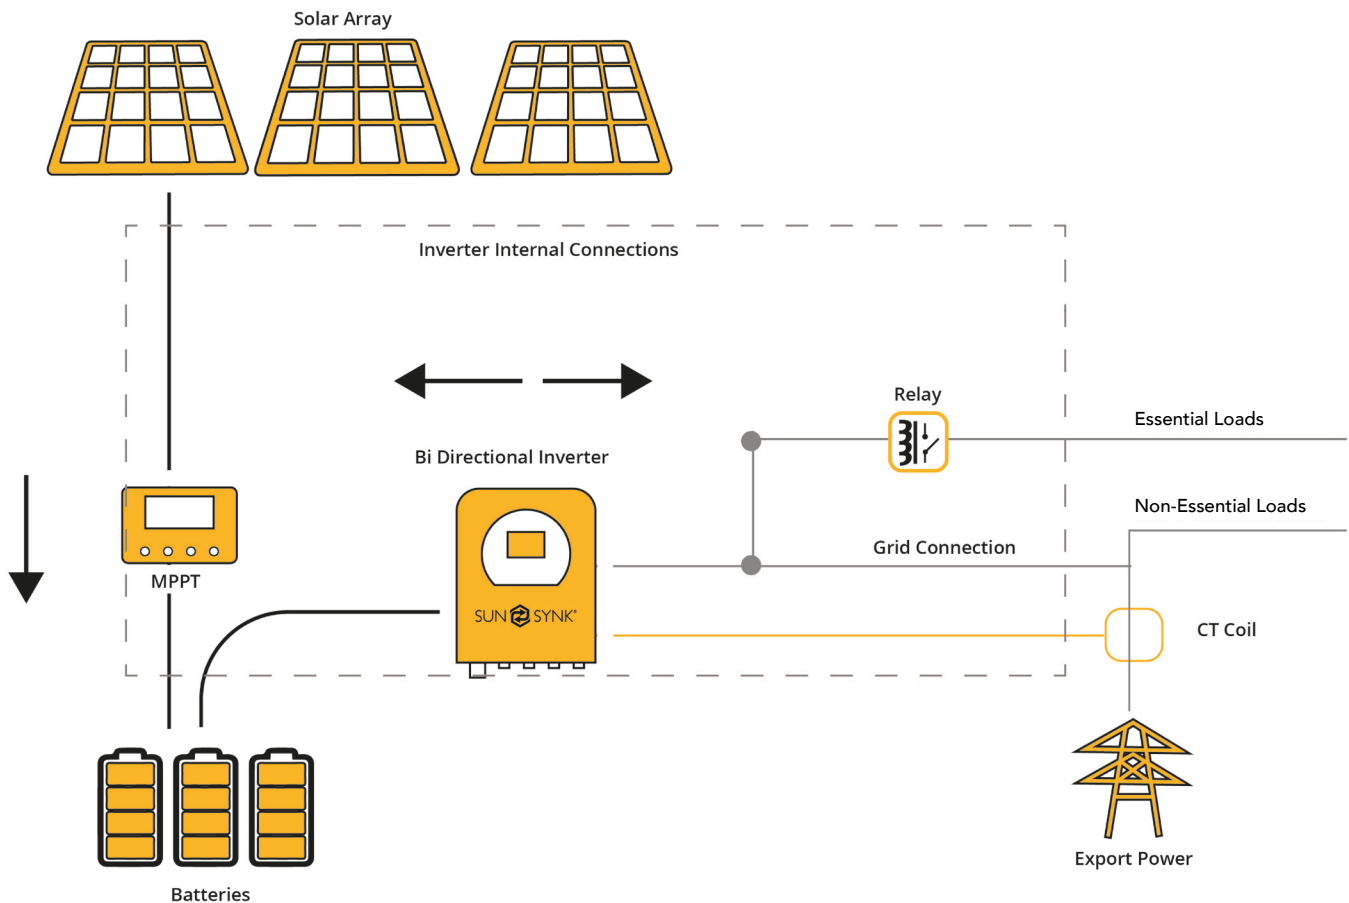 Solar Array
Inverter Internal Connections
Relay
Essential Loads
Bi Directional Inverter
Non-Essential Loads
Grid Connection
MPPT
SUN SYNK®
CT Coil
Export Power
Batteries